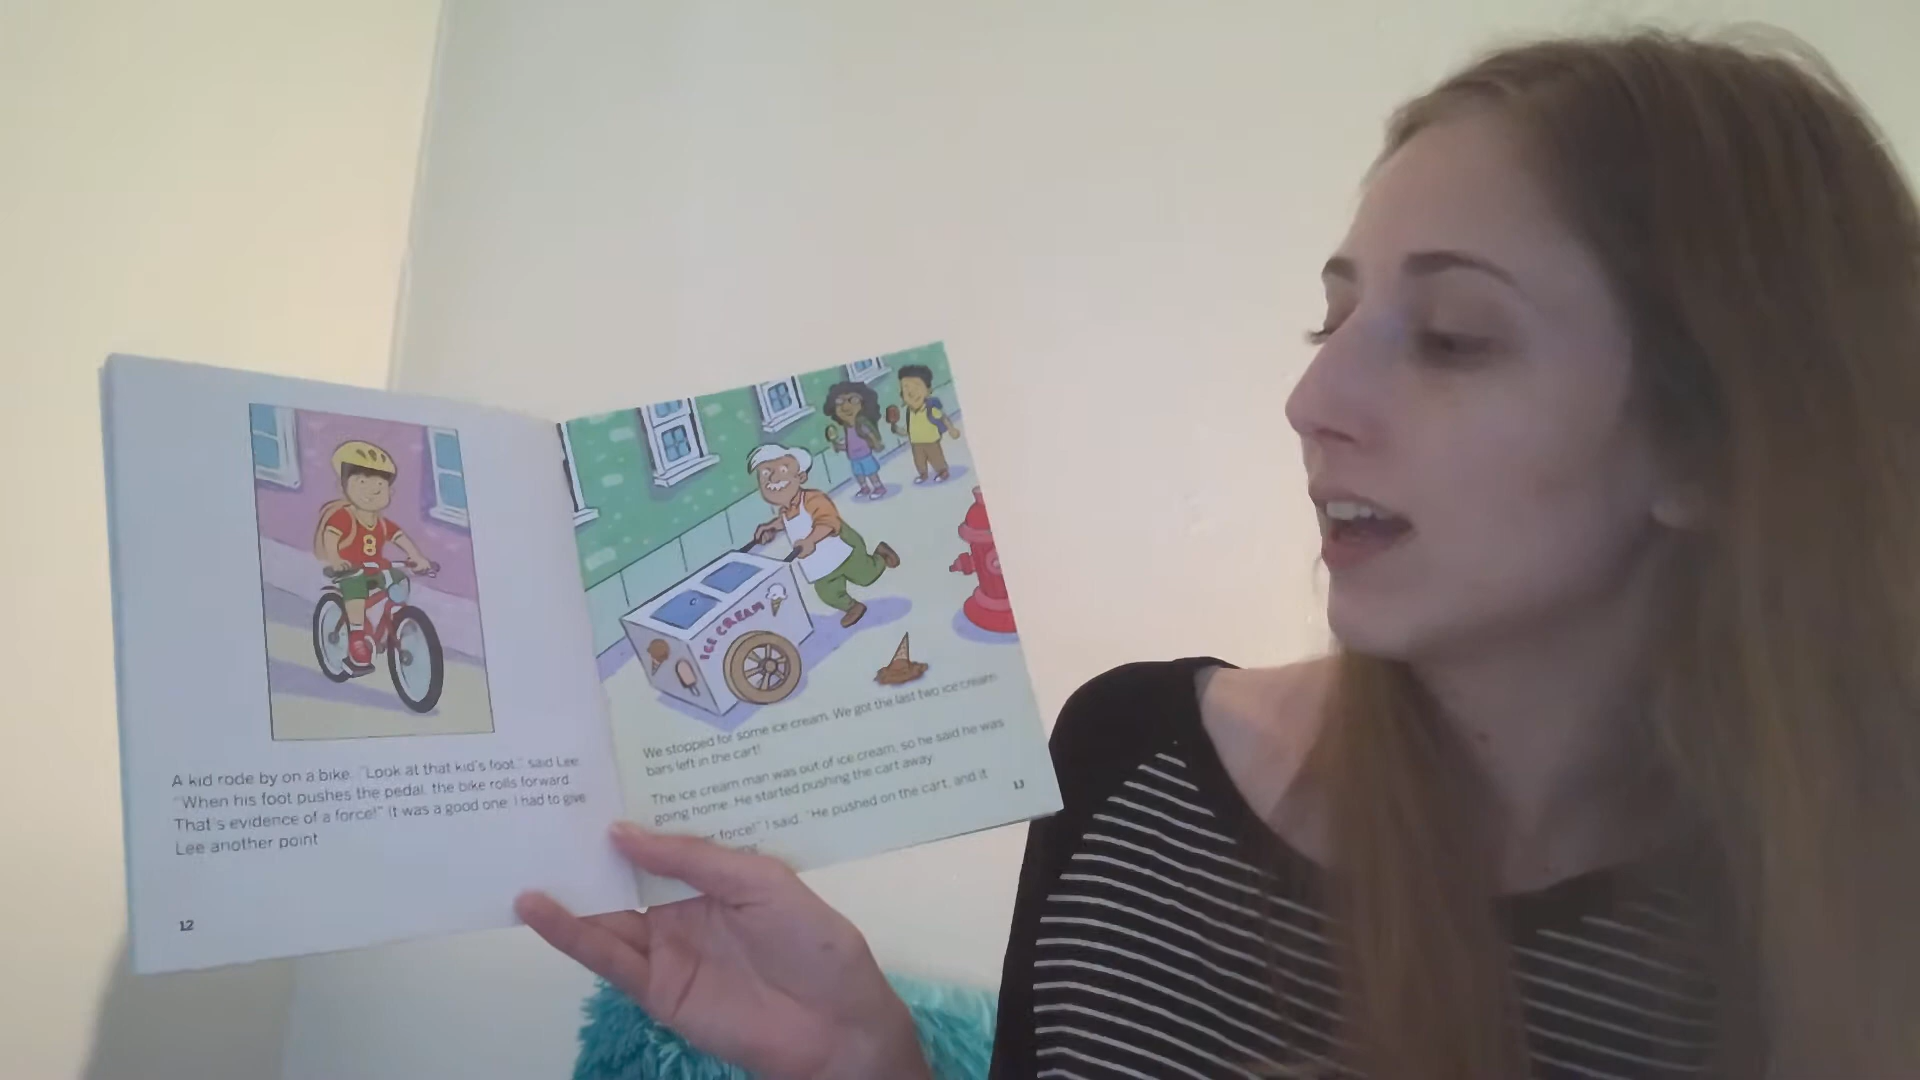 8
A kid rode by on a bike. "Look at that kid's foot," said Lee.
"When his foot pushes the pedal, the bike rolls forward.
That's evidence of a force!" It was a good one. I had to give
Lee another point
12
ICE CREAM
We stopped for some ice cream. We got the last two ice cream
bars left in the cart!
The ice cream man was out of ice cream, so he said he was
going home. He started pushing the cart away.
force!" I said. "He pushed on the cart, and it
13